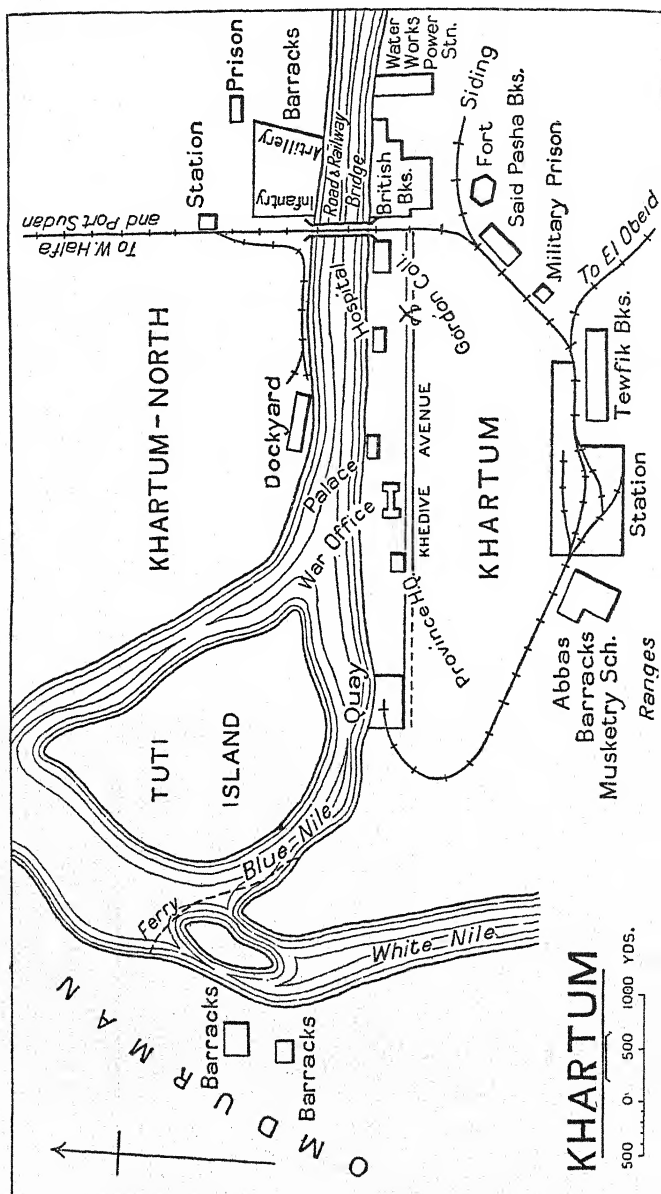 To W. Halfa
and Port Sudan
Station
Prison
KHARTUM-NORTH
Infantry
Artillery
Barracks
Dockyard
Road & Railway
Bridge
Water
Works
Power
Stn.
British
Bks.
TUTI
ISLAND
Palace
War Office
Hospital
Quay
Ferry
Blue-Nile
White-Nile
OMDURMAN
Barracks
Barracks
Province HQ
KHEDIVE AVENUE
Gordon Coll.
KHARTUM
Siding
Fort
Said Pasha Bks.
Military Prison
To El Obeid
Tewfik Bks.
Station
Abbas
Barracks
Musketry Sch.
Ranges
KHARTUM
500 0 500 1000 YDS.